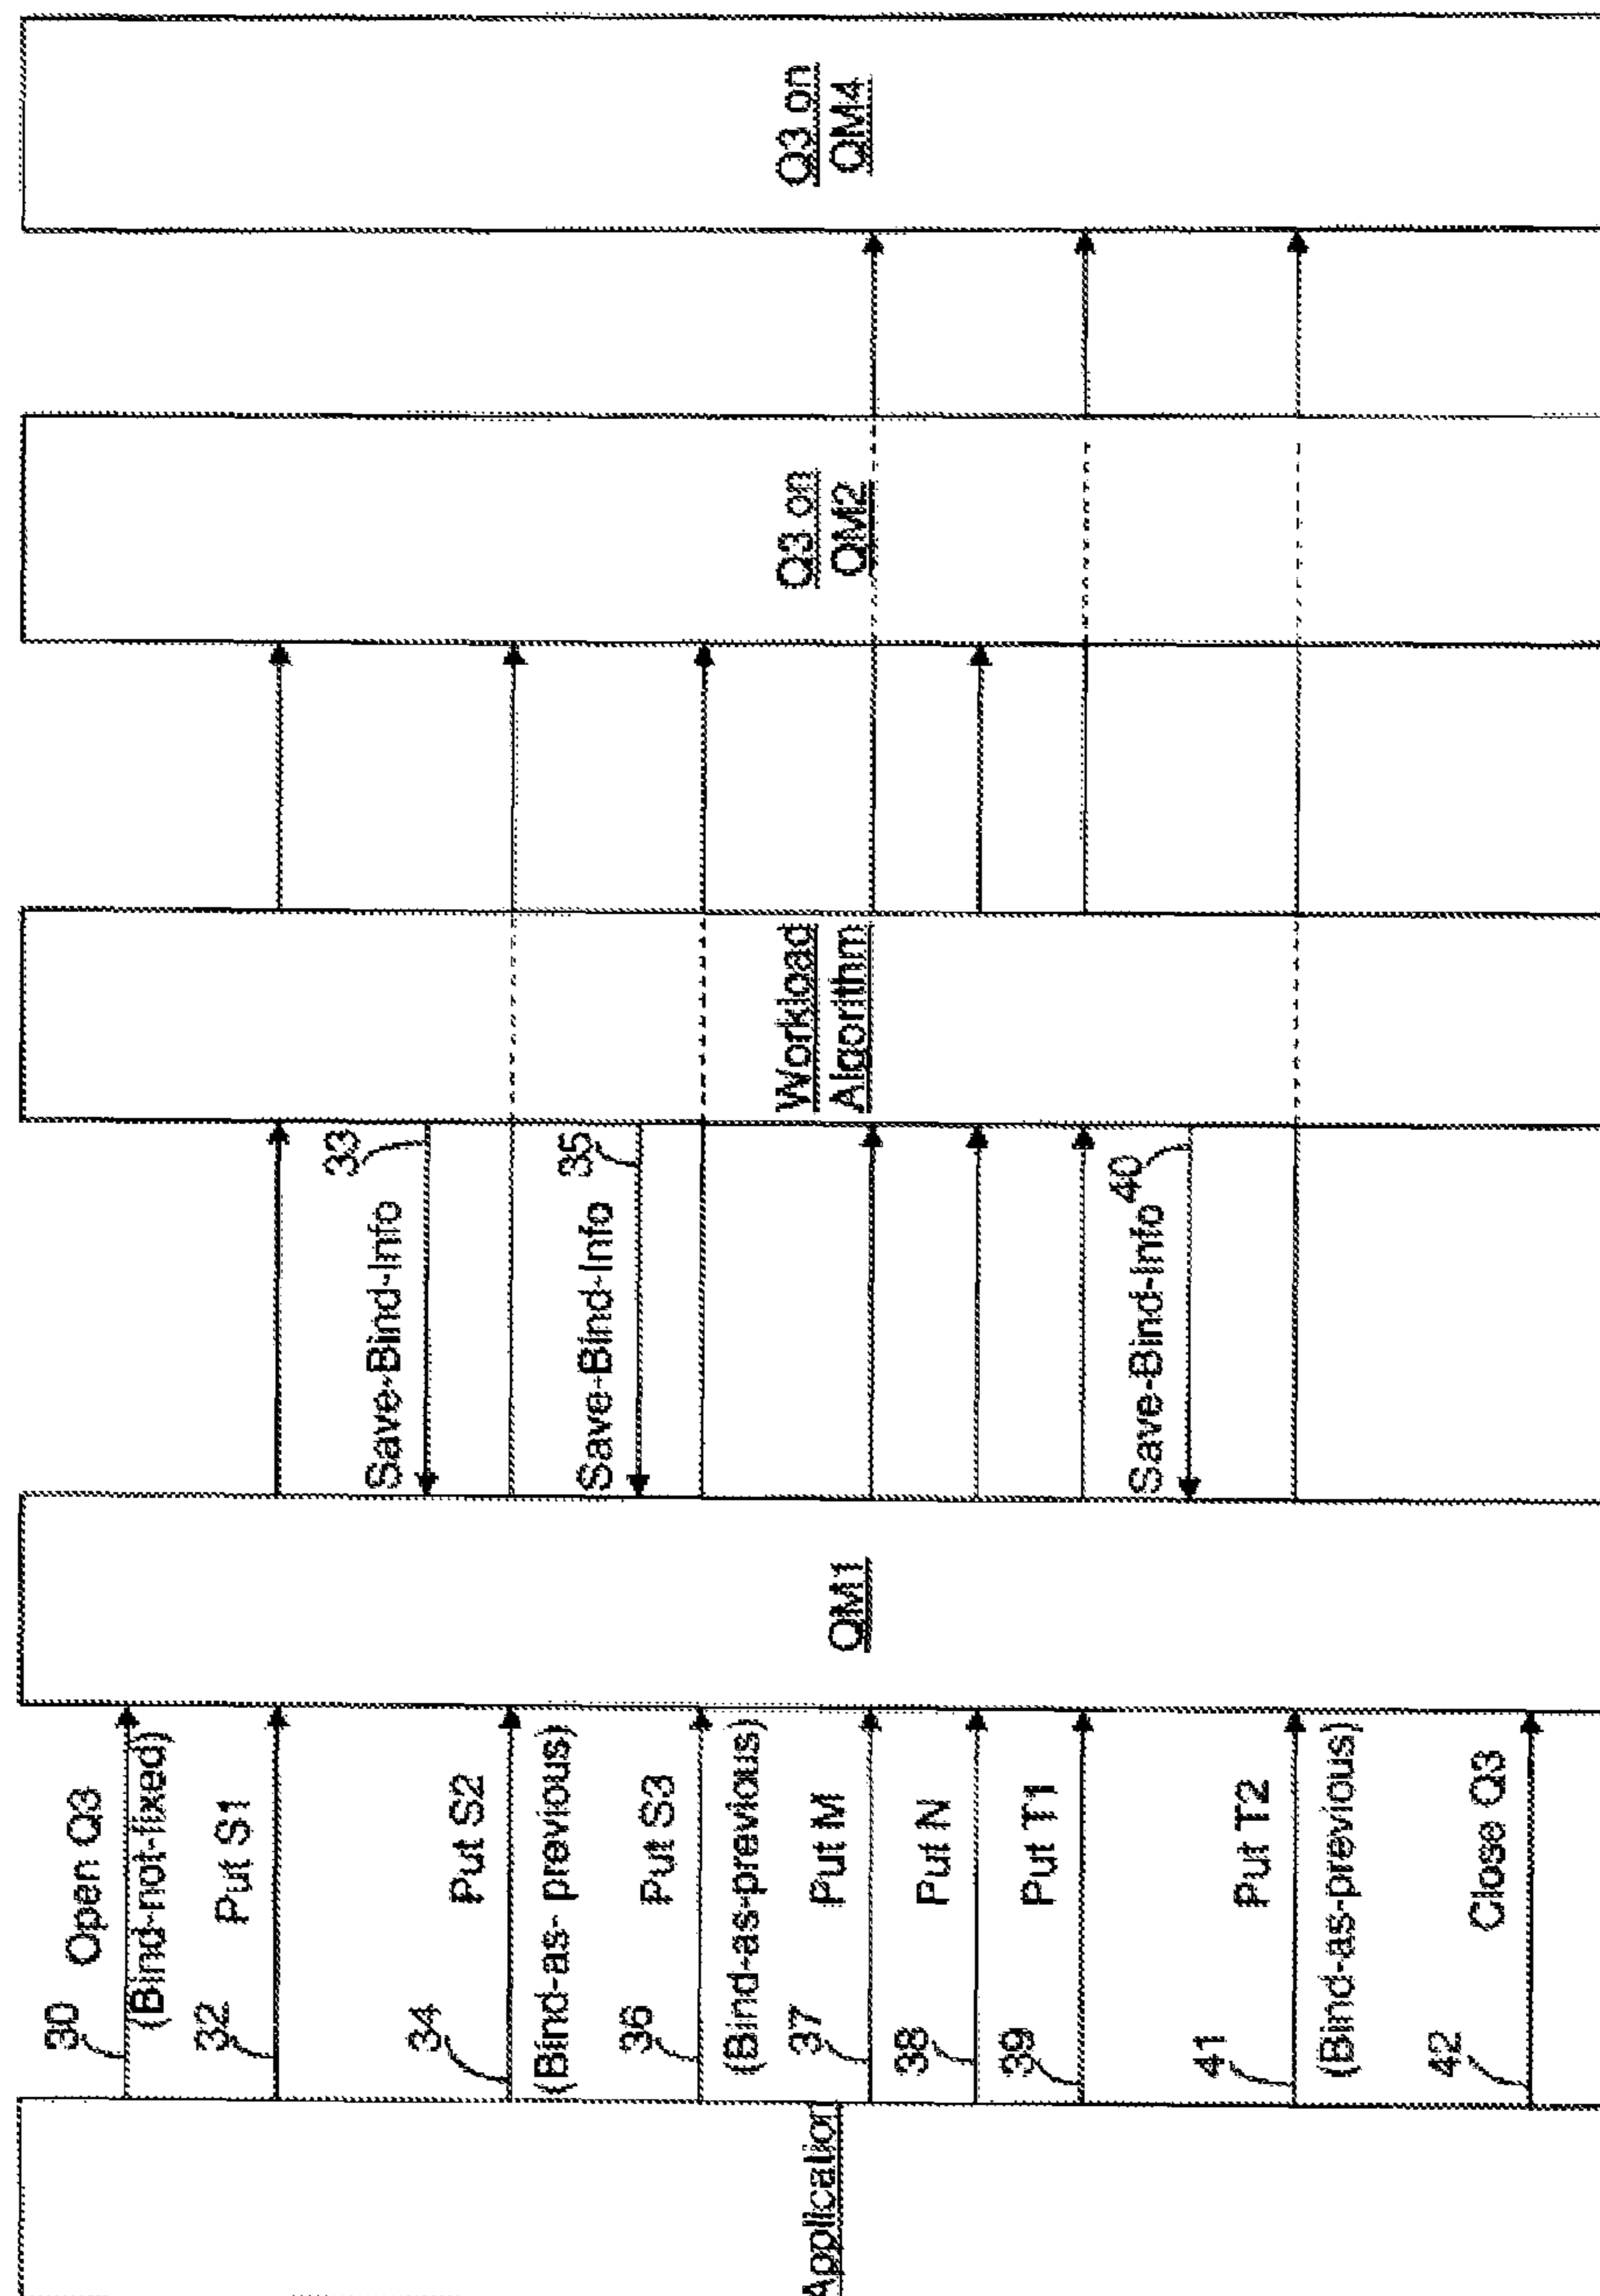 30
Open Q3
(Bind-not-fixed)
32
Put S1
Save-Bind-Info
33
34
Put S2
(Bind-as- previous)
Save-Bind-Info
35
36
Put S3
(Bind-as-previous)
37
Put M
38
Put N
39
Put T1
Save-Bind-Info
40
41
Put T2
(Bind-as-previous)
42
Close Q3
Application
QM1
Workload
Algorithm
Q3 on
QM2
Q3 on
QM4